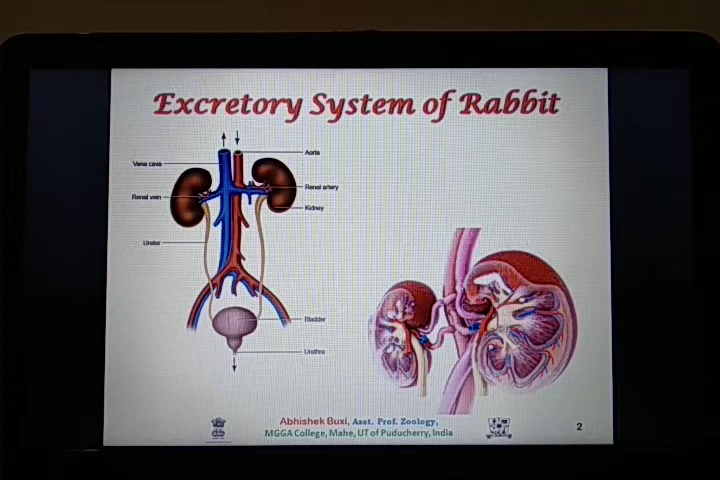 Excretory System of Rabbit
Aorta
Vena cava
Renal artery
Renal vein
Kidney
Ureter
Bladder
Urethra
Abhishek Buxi, Asst. Prof. Zoology,
MGGA College, Mahe, UT of Puducherry, India
2